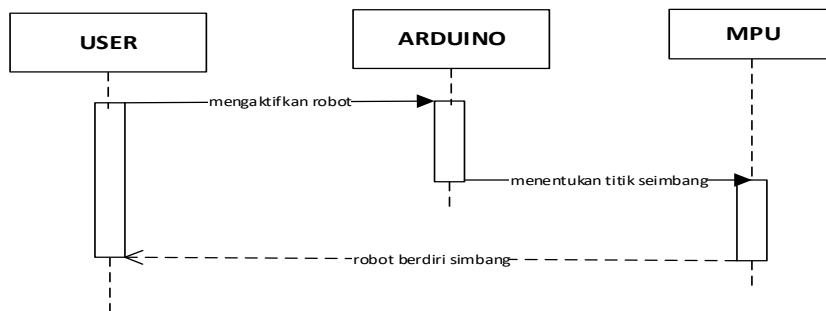 USER
ARDUINO
MPU
mengaktifkan robot
menentukan titik seimbang
robot berdiri simbang